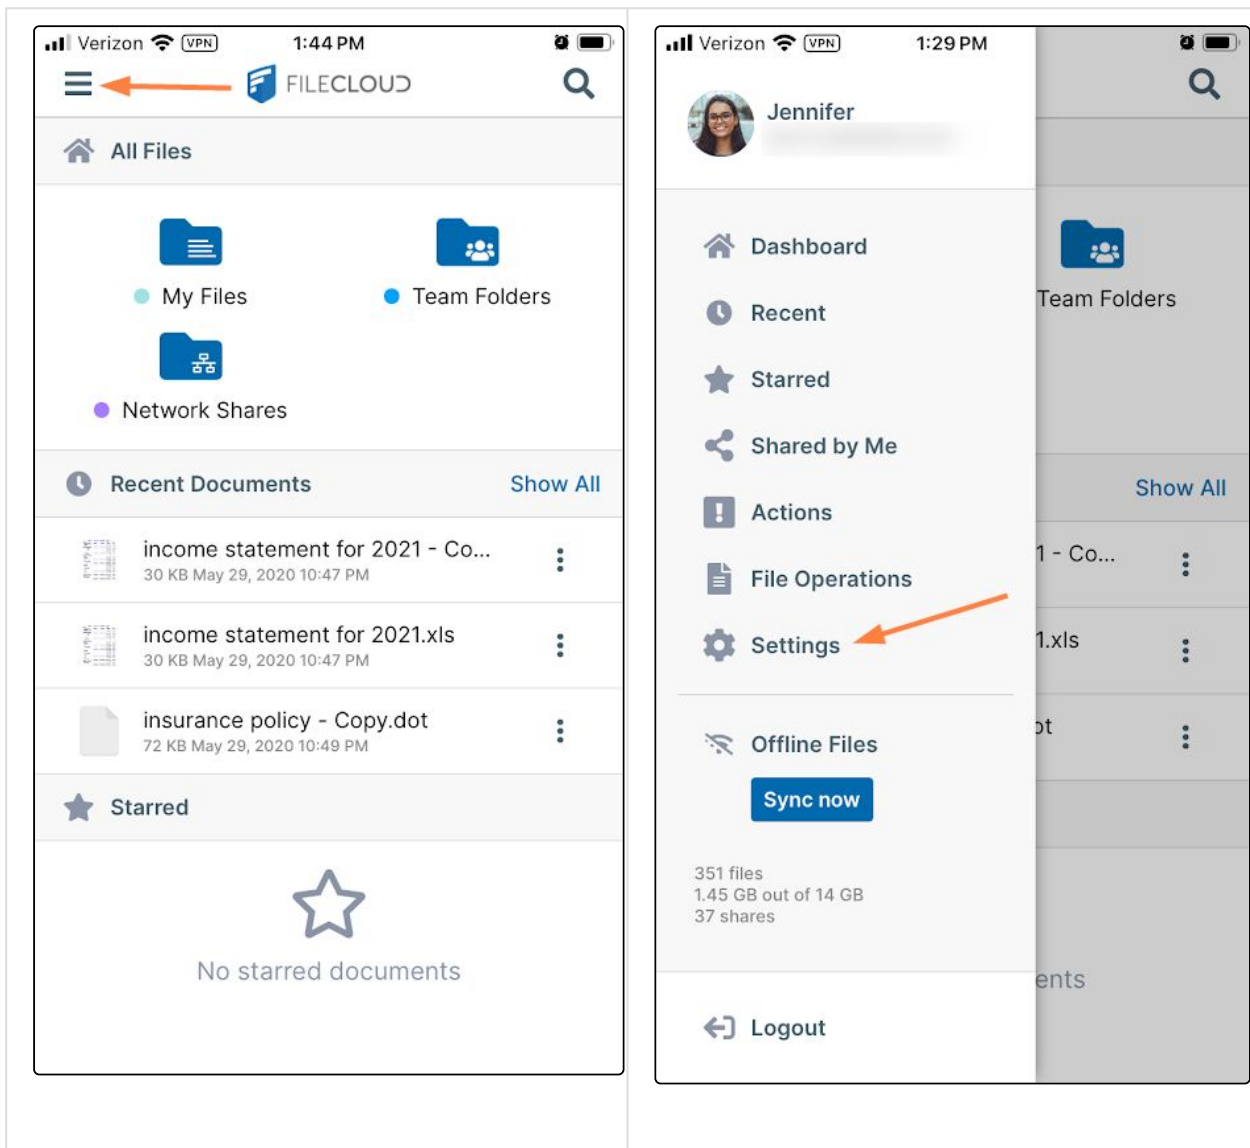 Verizon VPN 1:44 PM
FILECLOUD
All Files
My Files
Team Folders
Network Shares
Recent Documents Show All
income statement for 2021 - Co...
30 KB May 29, 2020 10:47 PM
income statement for 2021.xls
30 KB May 29, 2020 10:47 PM
insurance policy - Copy.dot
72 KB May 29, 2020 10:49 PM
Starred
No starred documents
Verizon VPN 1:29 PM
Jennifer
Dashboard
Recent
Starred
Shared by Me
Actions
File Operations
Settings
Offline Files
Sync now
351 files
1.45 GB out of 14 GB
37 shares
Logout
Team Folders
Show All
1 - Co...
1.xls
ot
ents